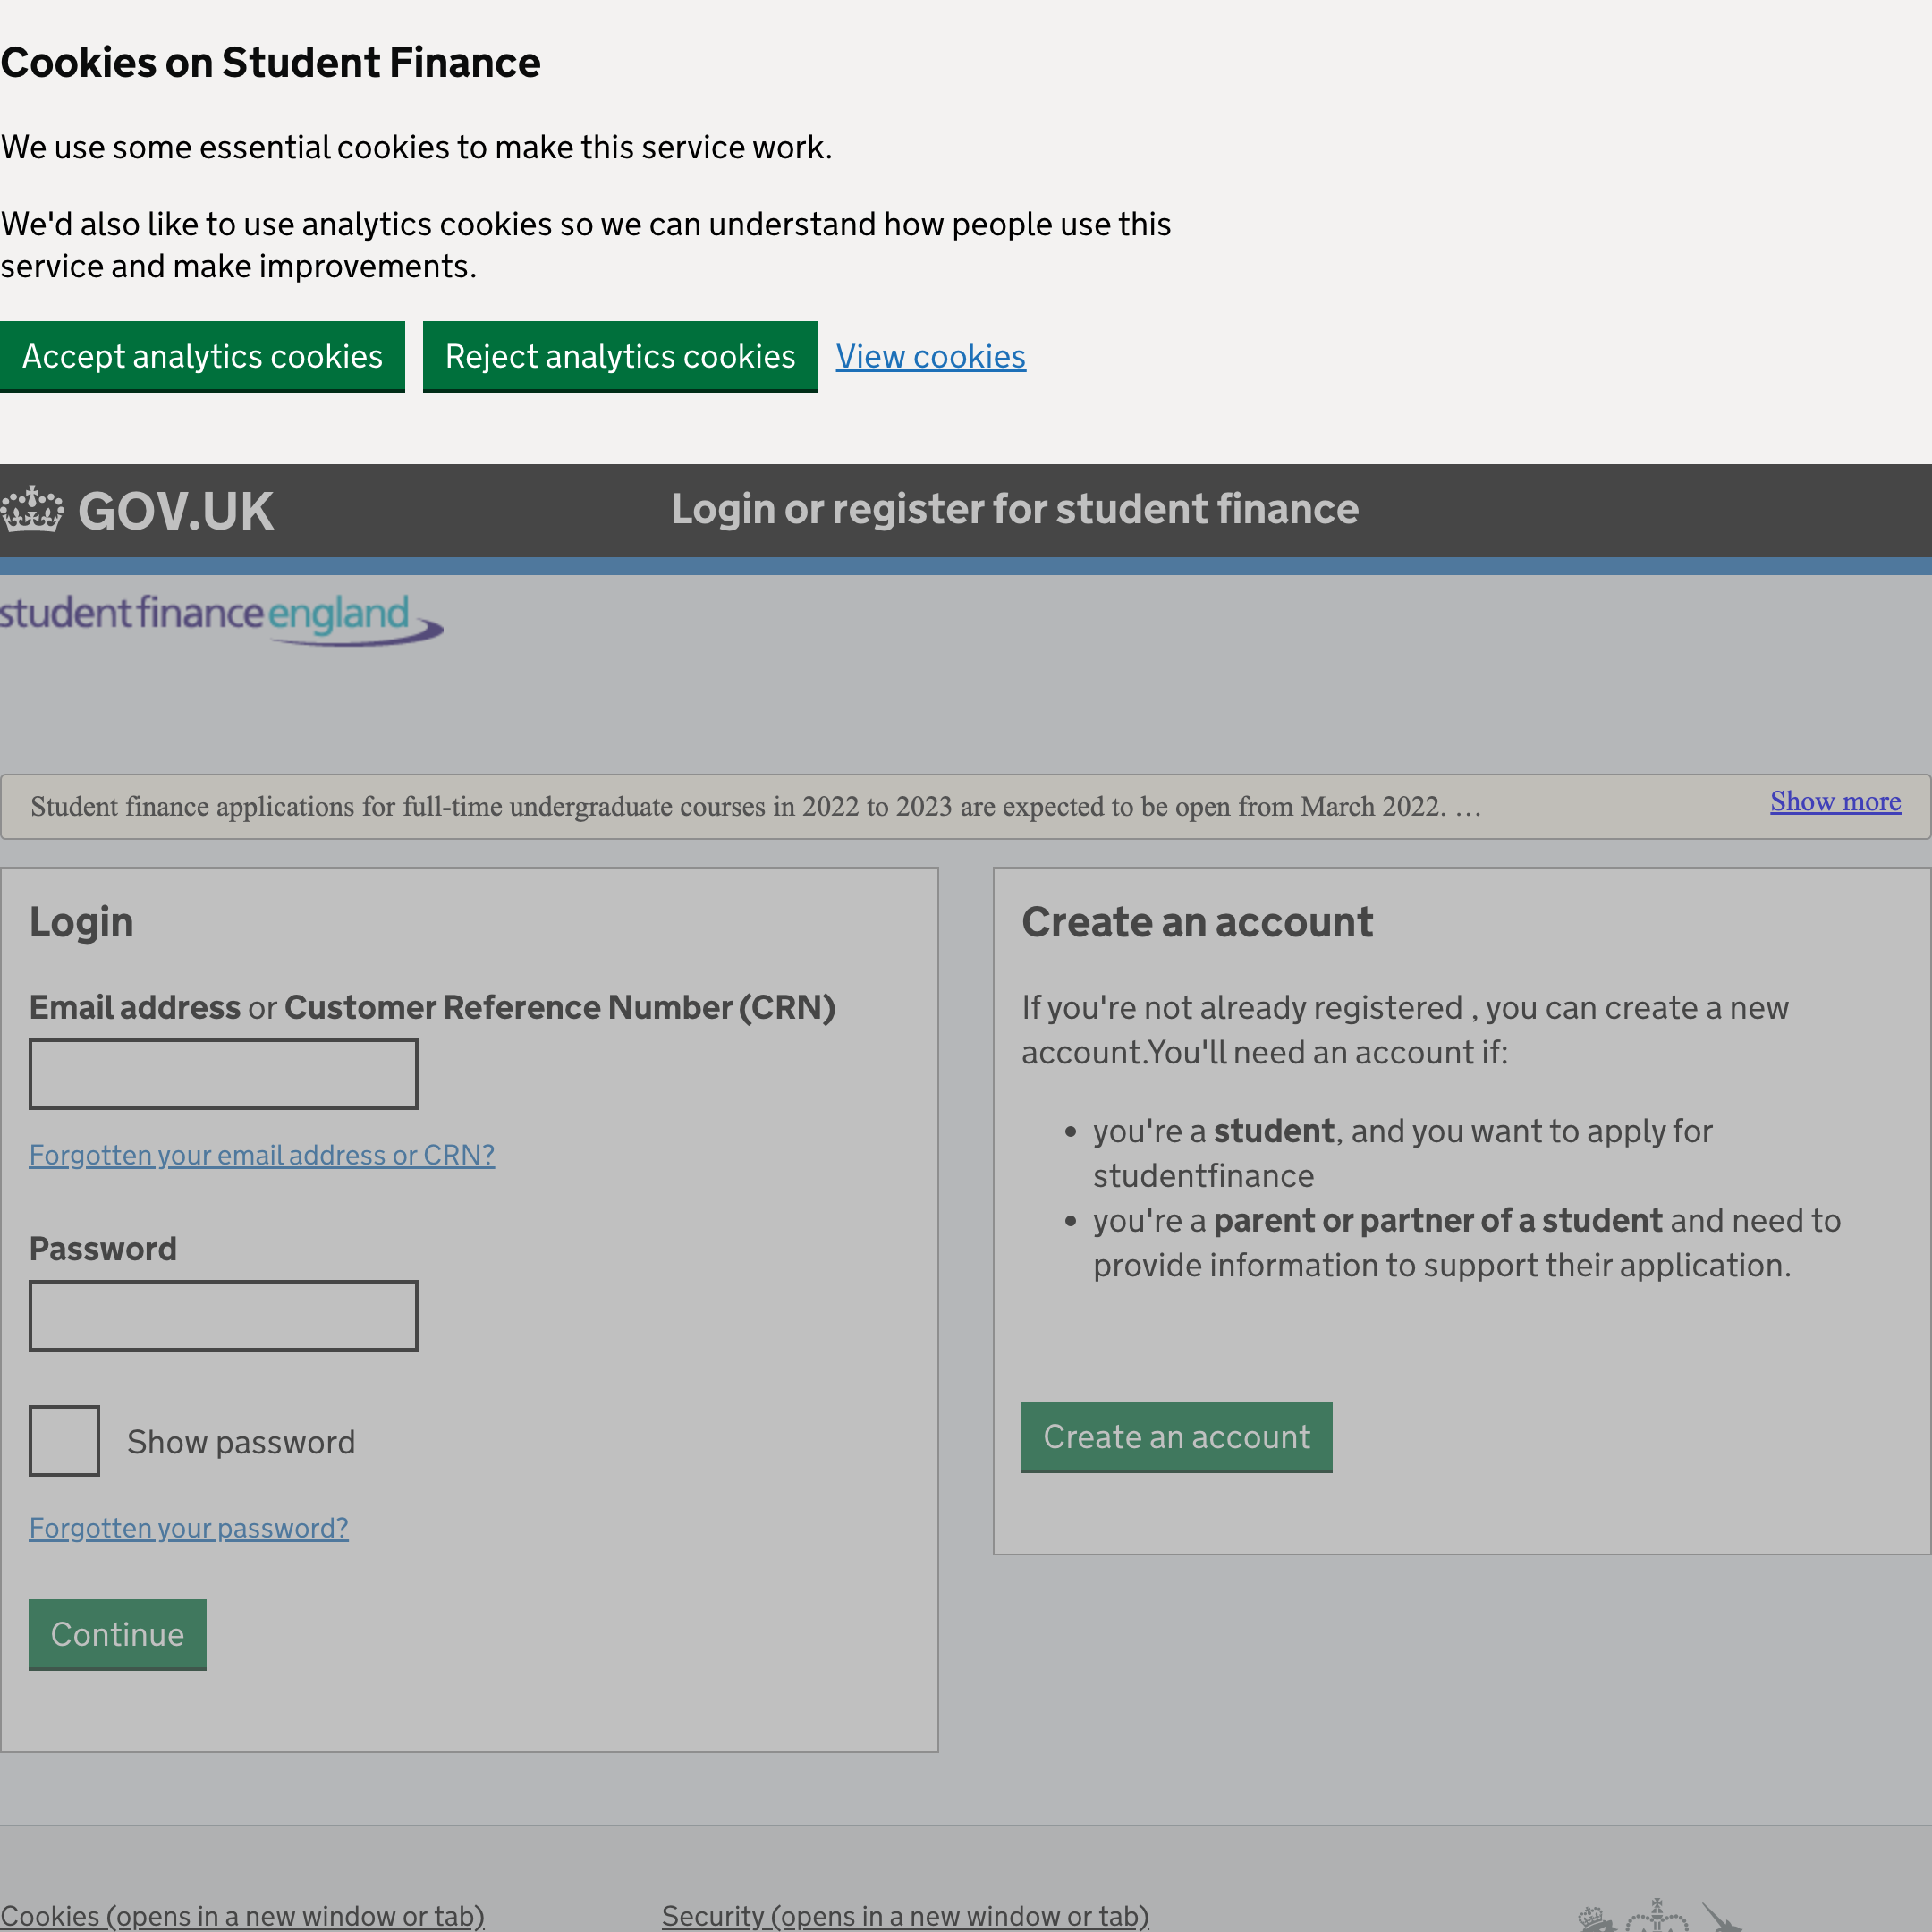 Cookies on Student Finance
We use some essential cookies to make this service work.
We'd also like to use analytics cookies so we can understand how people use this
service and make improvements.
Accept analytics cookies
Reject analytics cookies
View cookies
GOV.UK
Login or register for student finance
student finance england
Student finance applications for full-time undergraduate courses in 2022 to 2023 are expected to be open from March 2022. …
Show more
Login
Email address or Customer Reference Number (CRN)
Forgotten your email address or CRN?
Password
Show password
Forgotten your password?
Continue
Create an account
If you're not already registered , you can create a new
account.You'll need an account if:
• you're a student, and you want to apply for
studentfinance
• you're a parent or partner of a student and need to
provide information to support their application.
Create an account
Cookies (opens in a new window or tab)
Security (opens in a new window or tab)